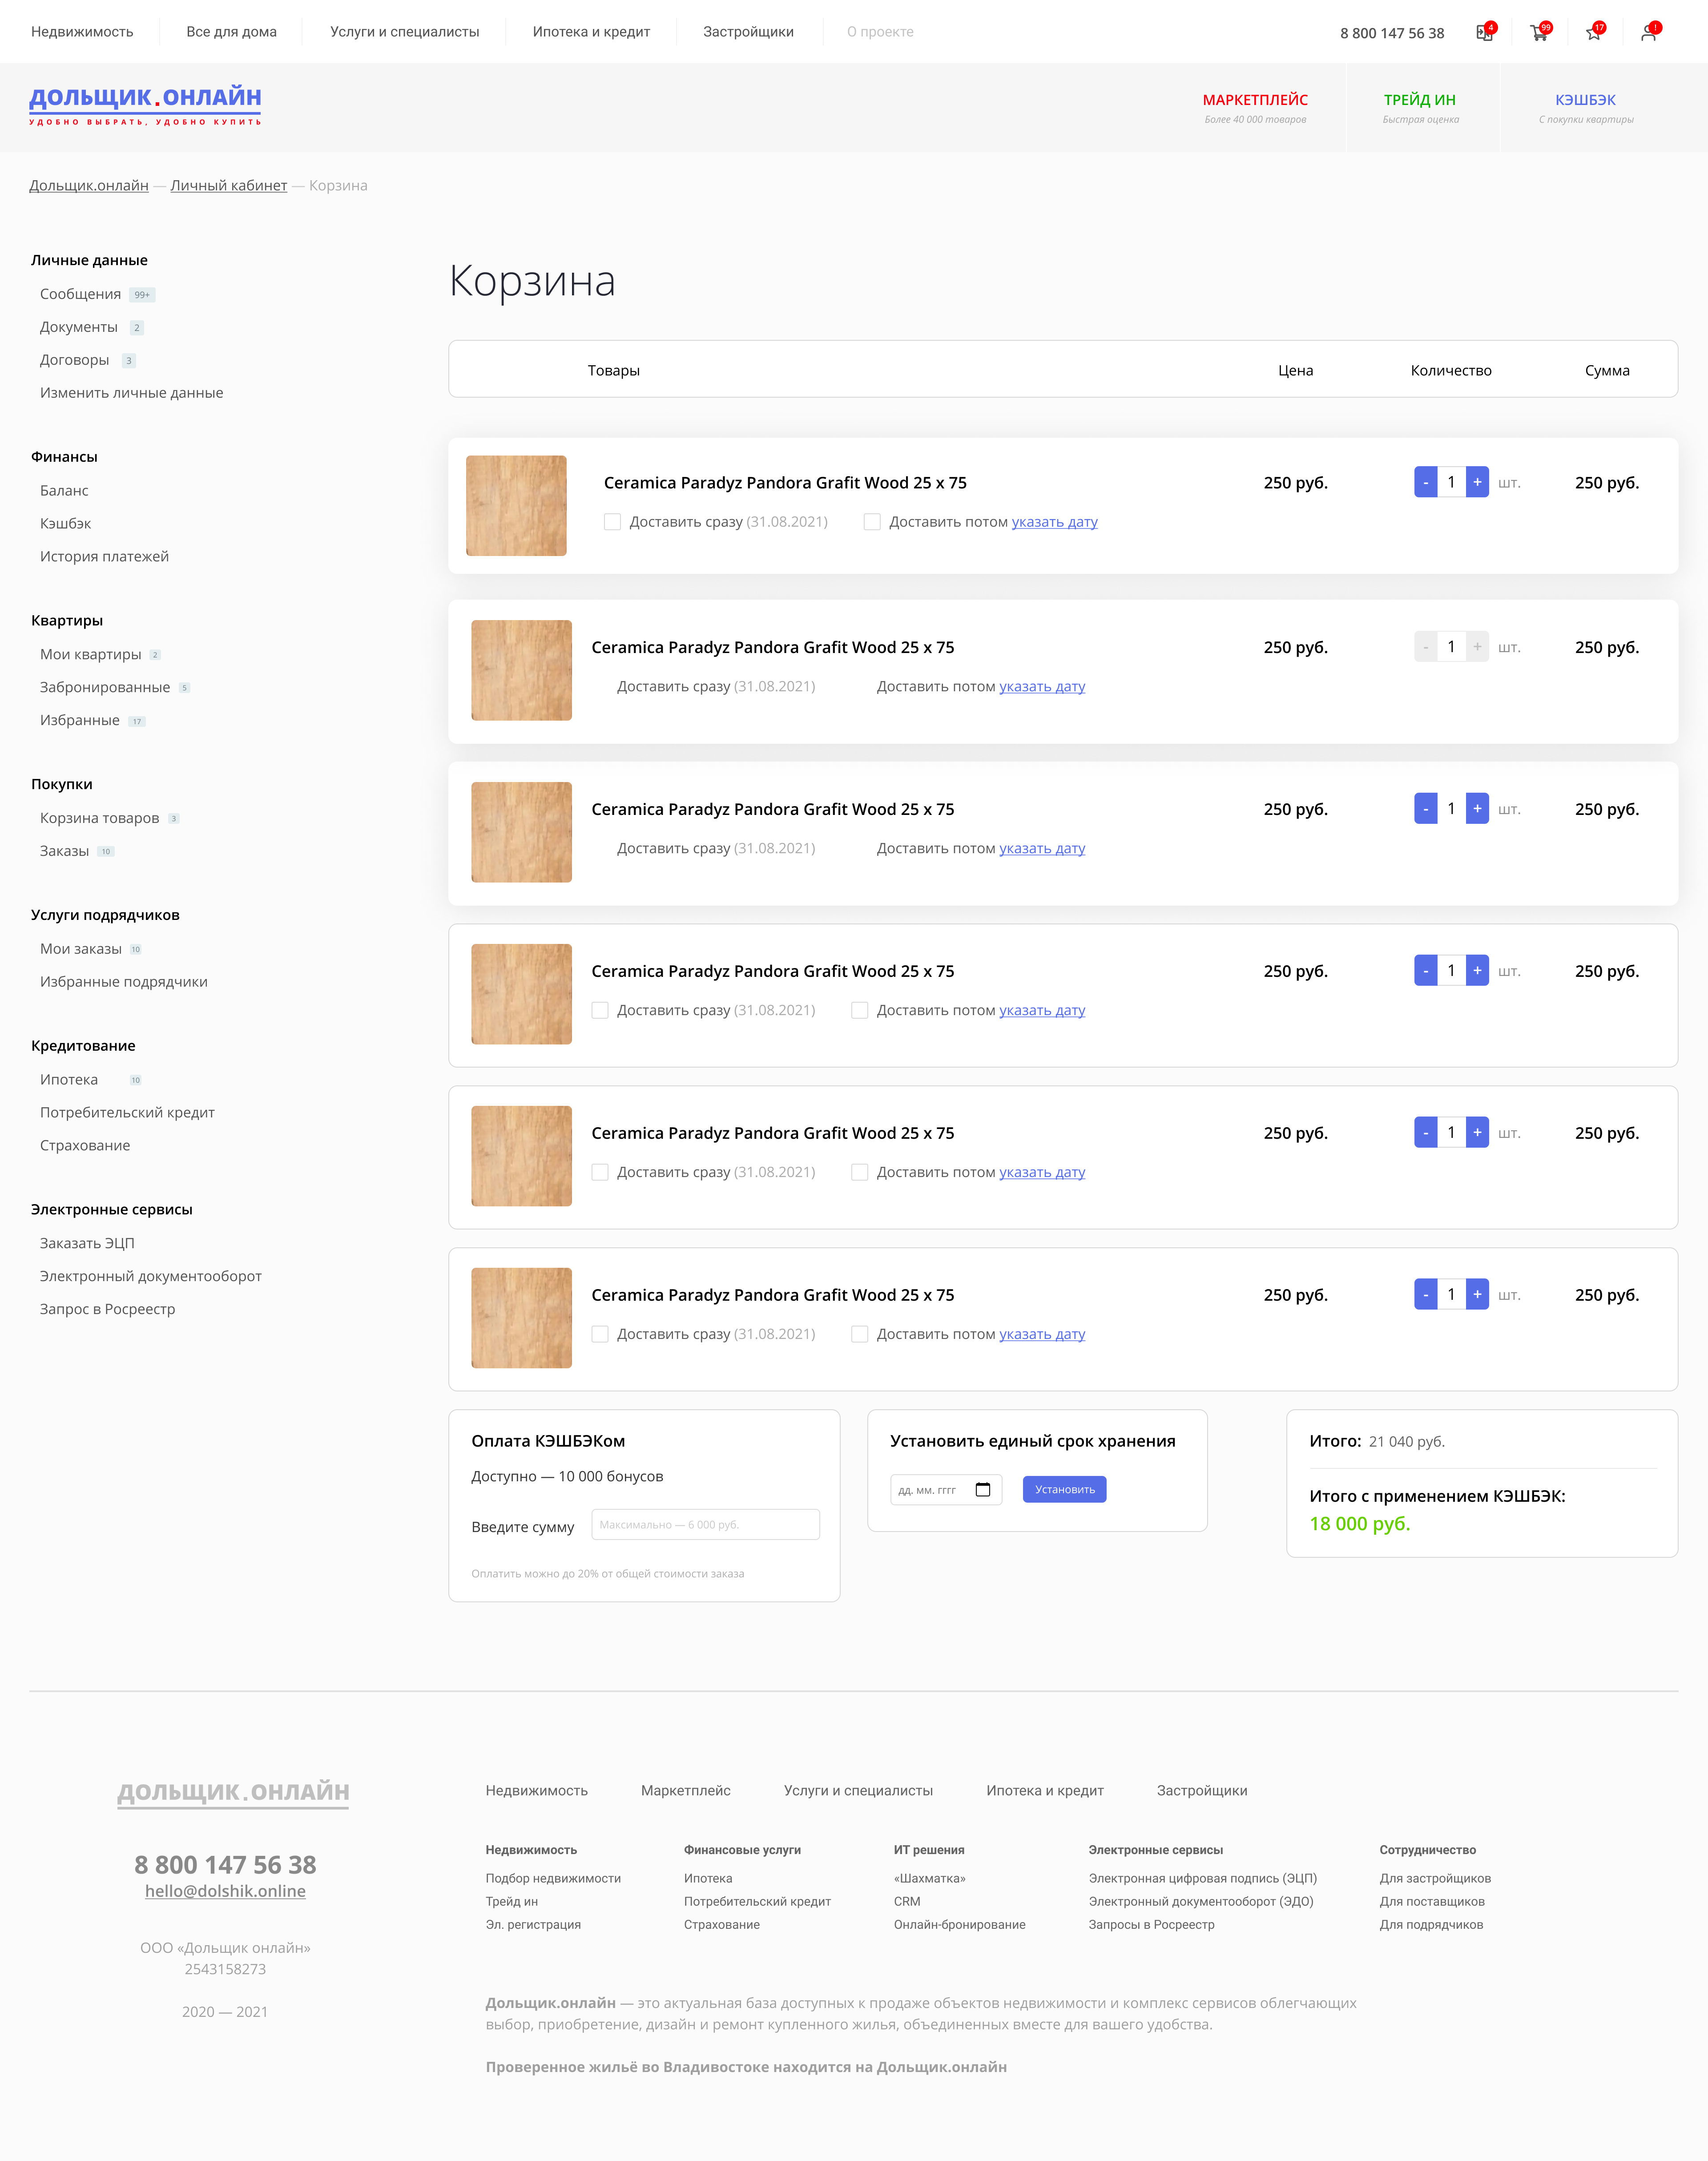 Недвижимость
Все для дома
Услуги и специалисты
Ипотека и кредит
Застройщики
О проекте
8 800 147 56 38
4
99
17
!
ДОЛЬЩИК.ОНЛАЙН
УДОБНО ВЫБРАТЬ, УДОБНО КУПИТЬ
МАРКЕТПЛЕЙС
Более 40 000 товаров
ТРЕЙД ИН
Быстрая оценка
КЭШБЭК
С покупки квартиры
Дольщик.онлайн — Личный кабинет — Корзина
Личные данные
Сообщения 99+
Документы 2
Договоры 3
Изменить личные данные
Финансы
Баланс
Кэшбэк
История платежей
Квартиры
Мои квартиры 2
Забронированные 5
Избранные 17
Покупки
Корзина товаров 3
Заказы 10
Услуги подрядчиков
Мои заказы 10
Избранные подрядчики
Кредитование
Ипотека 10
Потребительский кредит
Страхование
Электронные сервисы
Заказать ЭЦП
Электронный документооборот
Запрос в Росреестр
Корзина
Товары Цена Количество Сумма
Ceramica Paradyz Pandora Grafit Wood 25 x 75 250 руб. - 1 + шт. 250 руб.
Доставить сразу (31.08.2021) Доставить потом указать дату
Ceramica Paradyz Pandora Grafit Wood 25 x 75 250 руб. - 1 + шт. 250 руб.
Доставить сразу (31.08.2021) Доставить потом указать дату
Ceramica Paradyz Pandora Grafit Wood 25 x 75 250 руб. - 1 + шт. 250 руб.
Доставить сразу (31.08.2021) Доставить потом указать дату
Ceramica Paradyz Pandora Grafit Wood 25 x 75 250 руб. - 1 + шт. 250 руб.
Доставить сразу (31.08.2021) Доставить потом указать дату
Ceramica Paradyz Pandora Grafit Wood 25 x 75 250 руб. - 1 + шт. 250 руб.
Доставить сразу (31.08.2021) Доставить потом указать дату
Ceramica Paradyz Pandora Grafit Wood 25 x 75 250 руб. - 1 + шт. 250 руб.
Доставить сразу (31.08.2021) Доставить потом указать дату
Оплата КЭШБЭКом
Доступно — 10 000 бонусов
Введите сумму Максимально — 6 000 руб.
Оплатить можно до 20% от общей стоимости заказа
Установить единый срок хранения
дд. мм. гггг Установить
Итого: 21 040 руб.
Итого с применением КЭШБЭК:
18 000 руб.
ДОЛЬЩИК.ОНЛАЙН
8 800 147 56 38
hello@dolshik.online
ООО «Дольщик онлайн»
2543158273
2020 — 2021
Недвижимость Маркетплейс Услуги и специалисты Ипотека и кредит Застройщики
Недвижимость
Подбор недвижимости
Трейд ин
Эл. регистрация
Финансовые услуги
Ипотека
Потребительский кредит
Страхование
ИТ решения
«Шахматка»
CRM
Онлайн-бронирование
Электронные сервисы
Электронная цифровая подпись (ЭЦП)
Электронный документооборот (ЭДО)
Запросы в Росреестр
Сотрудничество
Для застройщиков
Для поставщиков
Для подрядчиков
Дольщик.онлайн — это актуальная база доступных к продаже объектов недвижимости и комплекс сервисов облегчающих
выбор, приобретение, дизайн и ремонт купленного жилья, объединенных вместе для вашего удобства.
Проверенное жильё во Владивостоке находится на Дольщик.онлайн